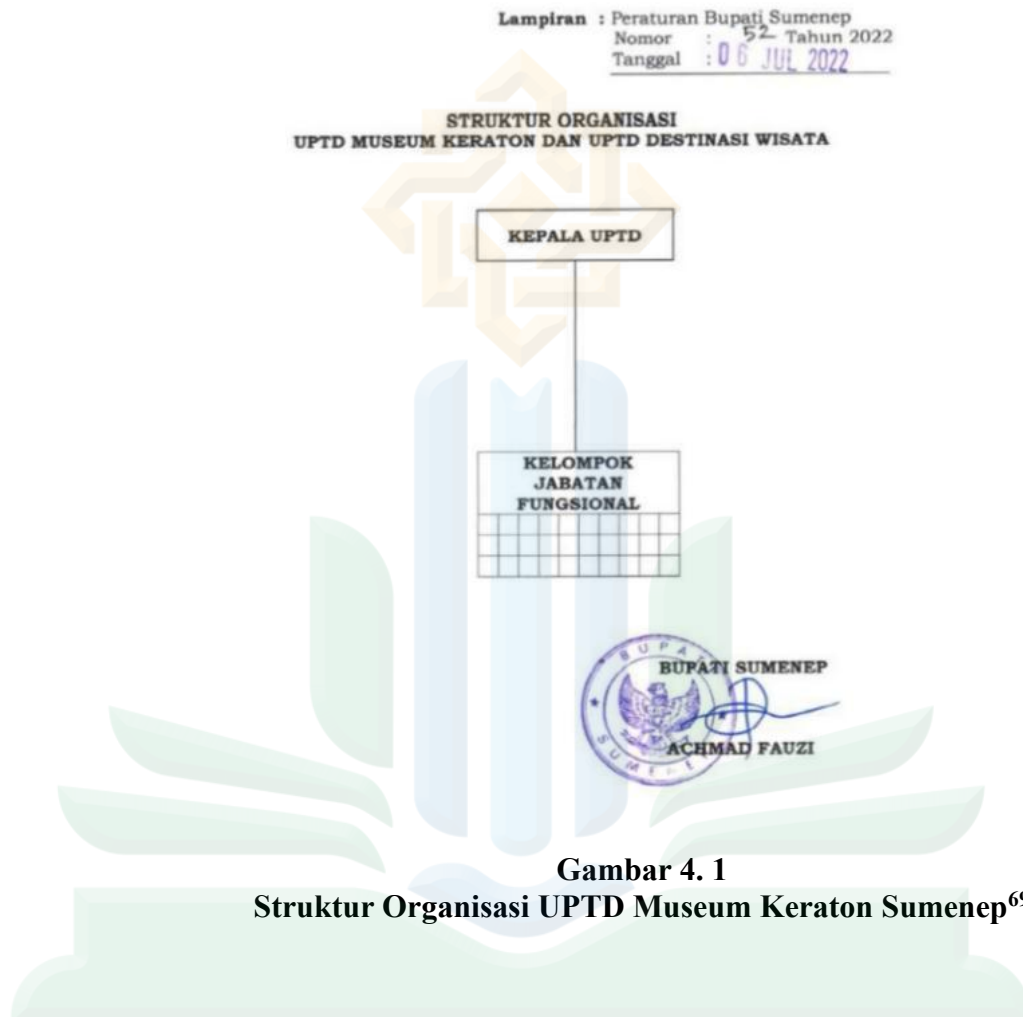 Lampiran : Peraturan Bupati Sumenep
Nomor : 52 Tahun 2022
Tanggal : 06 JUL 2022
STRUKTUR ORGANISASI
UPTD MUSEUM KERATON DAN UPTD DESTINASI WISATA
KEPALA UPTD
KELOMPOK
JABATAN
FUNGSIONAL
BUPATI
SUMENEP
BUPATI SUMENEP
ACHMAD FAUZI
Gambar 4. 1
Struktur Organisasi UPTD Museum Keraton Sumenep69